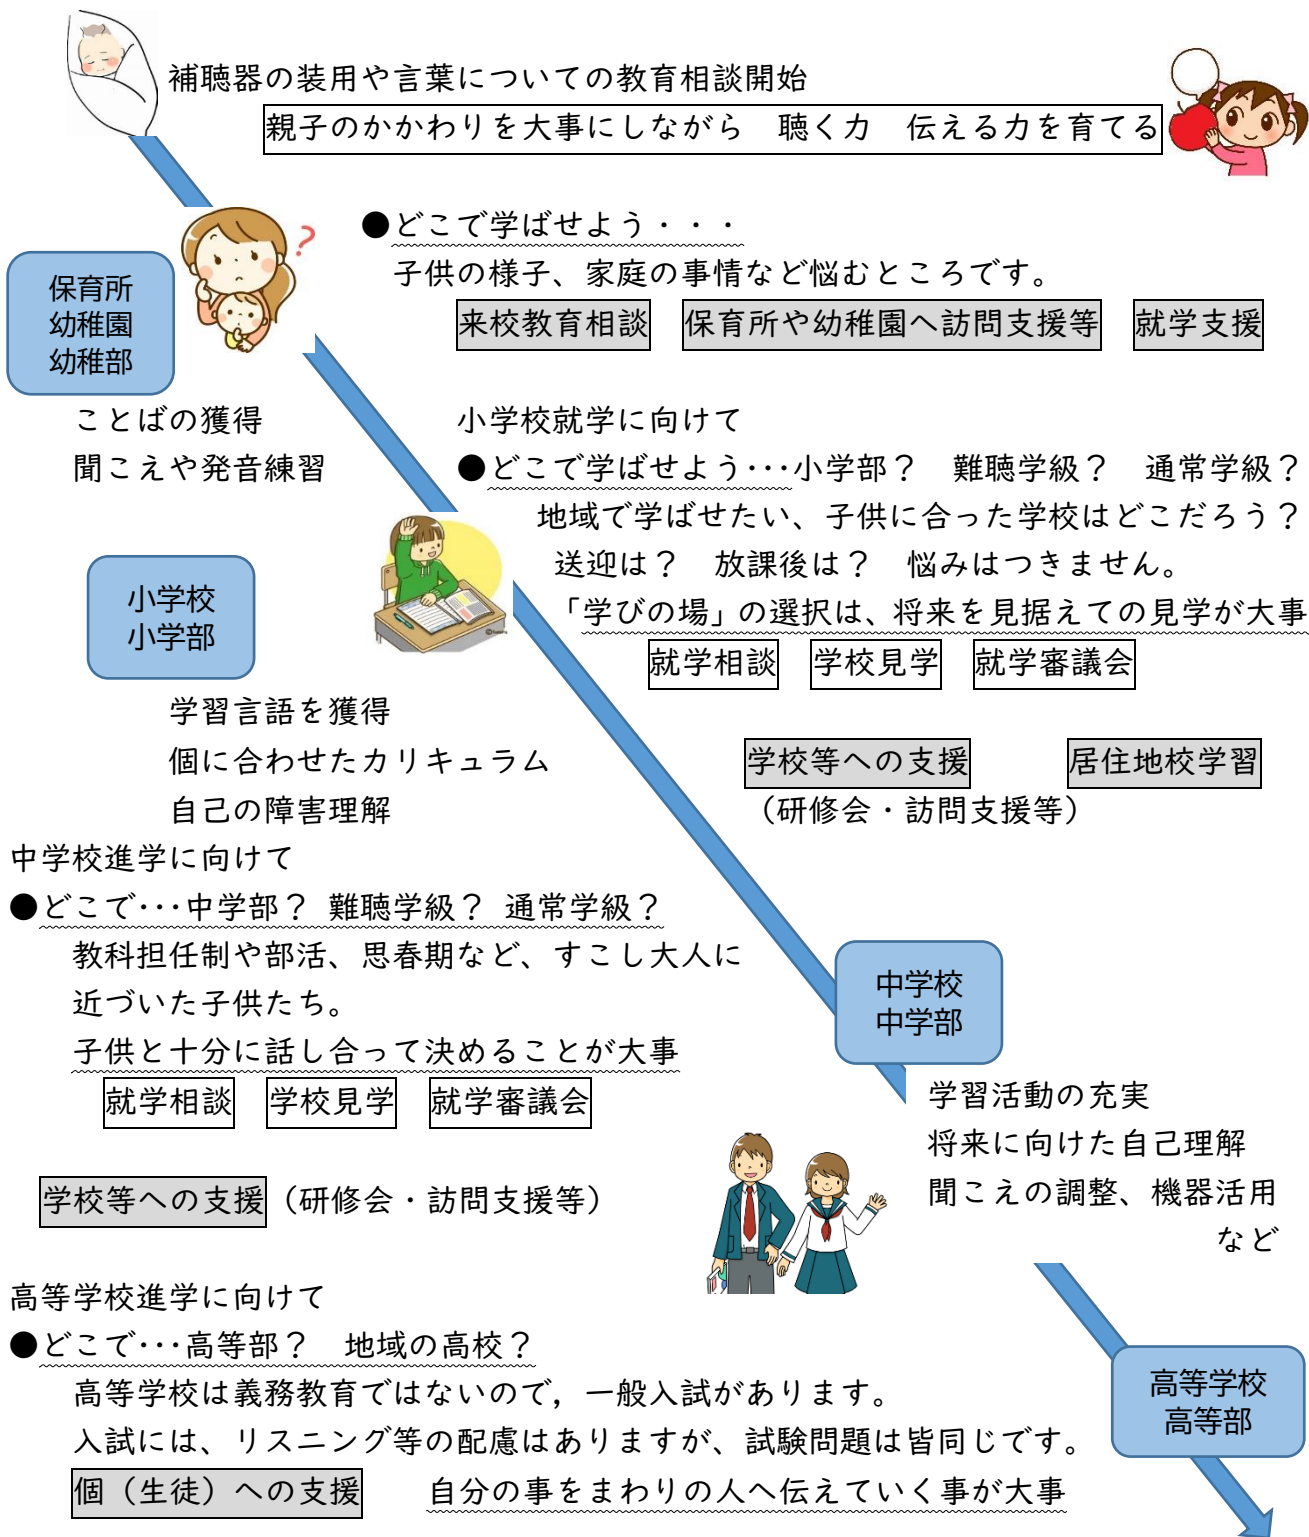 補聴器の装用や言葉についての教育相談開始
親子のかかわりを大事にしながら　聴く力　伝える力を育てる
●どこで学ばせよう・・・
子供の様子、家庭の事情など悩むところです。
来校教育相談　保育所や幼稚園へ訪問支援等　就学支援
保育所
幼稚園
幼稚部
ことばの獲得
聞こえや発音練習
小学校就学に向けて
●どこで学ばせよう･･･小学部？　難聴学級？　通常学級？
地域で学ばせたい、子供に合った学校はどこだろう？
送迎は？　放課後は？　悩みはつきません。
「学びの場」の選択は、将来を見据えての見学が大事
就学相談　学校見学　就学審議会
小学校
小学部
学習言語を獲得
個に合わせたカリキュラム
自己の障害理解
学校等への支援　居住地校学習
（研修会・訪問支援等）
中学校進学に向けて
●どこで･･･中学部？ 難聴学級？ 通常学級？
教科担任制や部活、思春期など、すこし大人に
近づいた子供たち。
子供と十分に話し合って決めることが大事
就学相談　学校見学　就学審議会
学校等への支援（研修会・訪問支援等）
中学校
中学部
学習活動の充実
将来に向けた自己理解
聞こえの調整、機器活用
など
高等学校進学に向けて
●どこで･･･高等部？　地域の高校？
高等学校は義務教育ではないので，一般入試があります。
入試には、リスニング等の配慮はありますが、試験問題は皆同じです。
個（生徒）への支援　自分の事をまわりの人へ伝えていく事が大事
高等学校
高等部